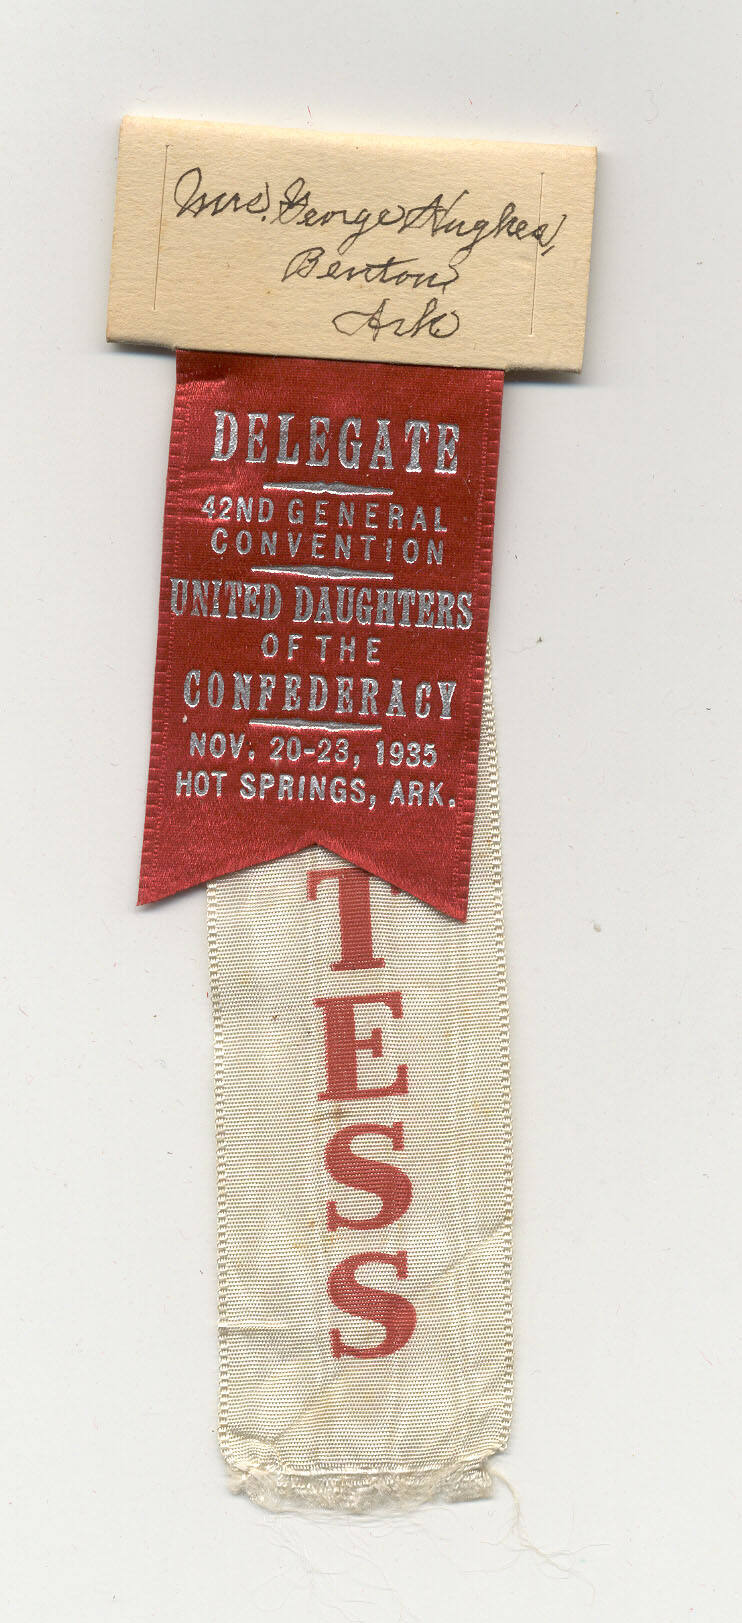 Mrs. George Hughes,
Benton,
Ark
DELEGATE
42ND GENERAL
CONVENTION
UNITED DAUGHTERS
OF THE
CONFEDERACY
NOV. 20-23, 1935
HOT SPRINGS, ARK.
T
E
S
S